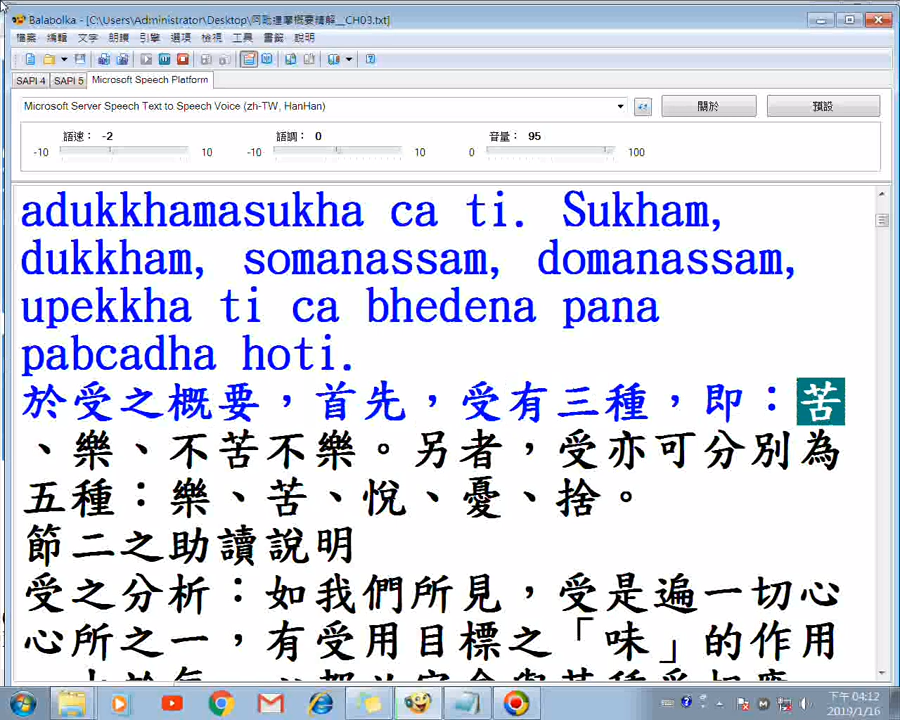 Balabolka - [C:\Users\Administrator\Desktop\阿毗達摩概要精解__CH03.txt]
檔案 編輯 文字 朗讀 引擎 選項 檢視 工具 書籤 說明
SAPI 4 SAPI 5 Microsoft Speech Platform
Microsoft Server Speech Text to Speech Voice (zh-TW, HanHan) 關於 預設
語速： -2 語調： 0 音量： 95
-10 10 -10 10 0 100
adukkhamasukha ca ti. Sukham,
dukkham, somanassam, domanassam,
upekkha ti ca bhedena pana
pabcadha hoti.
於受之概要，首先，受有三種，即：苦
、樂、不苦不樂。另者，受亦可分別為
五種：樂、苦、悅、憂、捨。
節二之助讀說明
受之分析：如我們所見，受是遍一切心
心所之一，有受用目標之「味」的作用
下午 04:12
2019/1/16